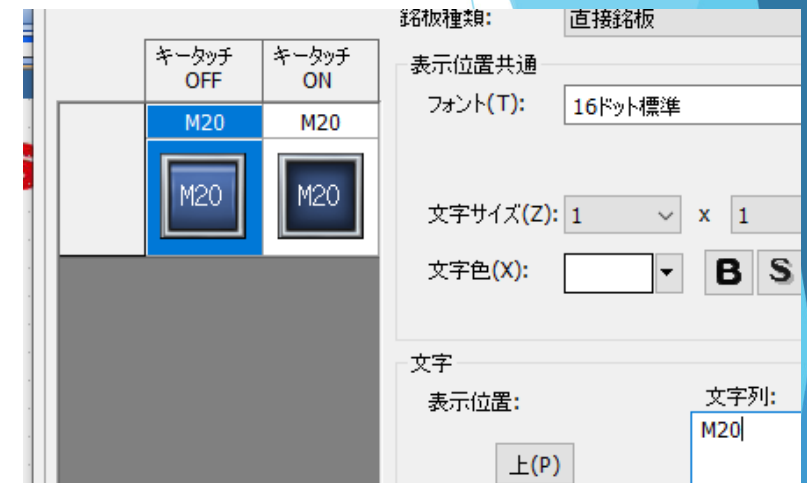 銘板種類: 直接銘板
キータッチ OFF
キータッチ ON
表示位置共通
フォント(T): 16ドット標準
M20 M20
M20 M20
文字サイズ(Z): 1 x 1
文字色(X): B S
文字
表示位置: 文字列:
M20
上(P)